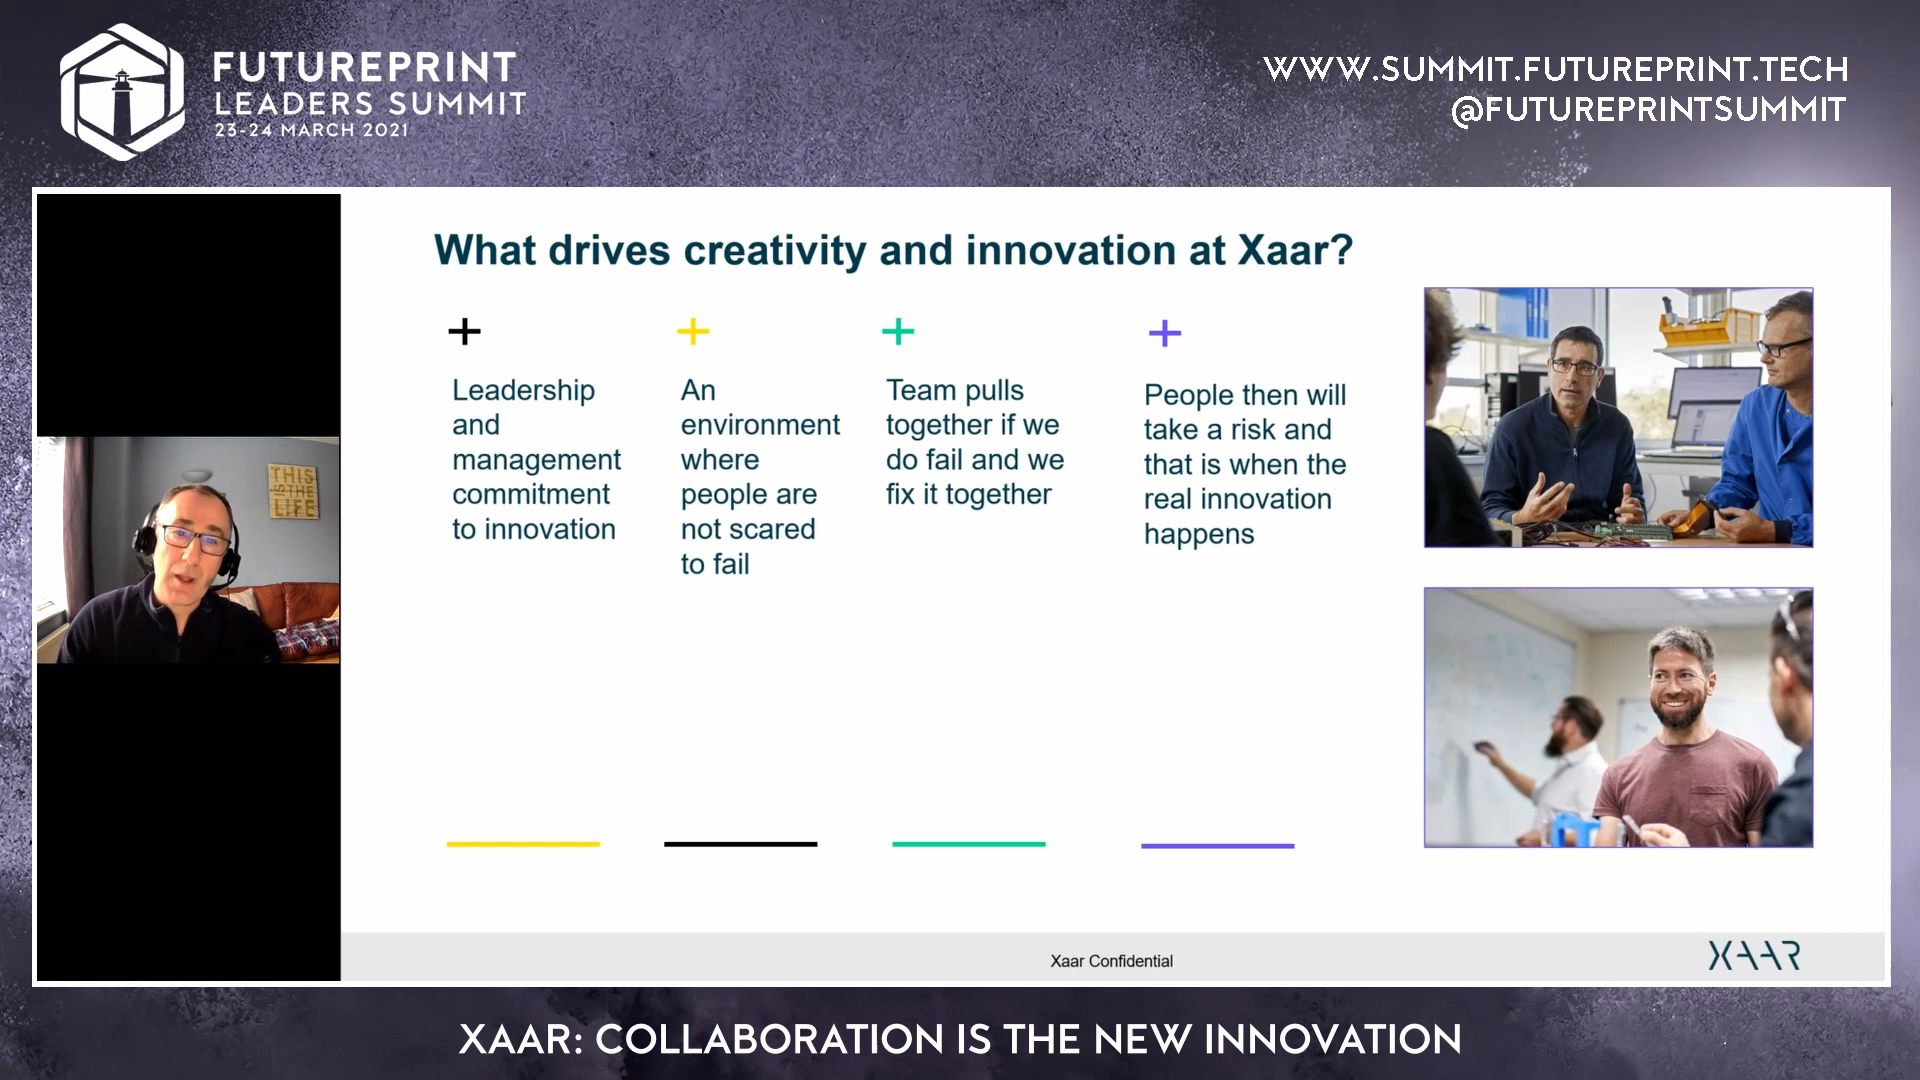 FUTUREPRINT
LEADERS SUMMIT
23-24 MARCH 2021
WWW.SUMMIT.FUTUREPRINT.TECH
@FUTUREPRINTSUMMIT
THIS
IS THE
LIFE
What drives creativity and innovation at Xaar?
Leadership
and
management
commitment
to innovation
An
environment
where
people are
not scared
to fail
Team pulls
together if we
do fail and we
fix it together
People then will
take a risk and
that is when the
real innovation
happens
Xaar Confidential
XAAR
XAAR: COLLABORATION IS THE NEW INNOVATION